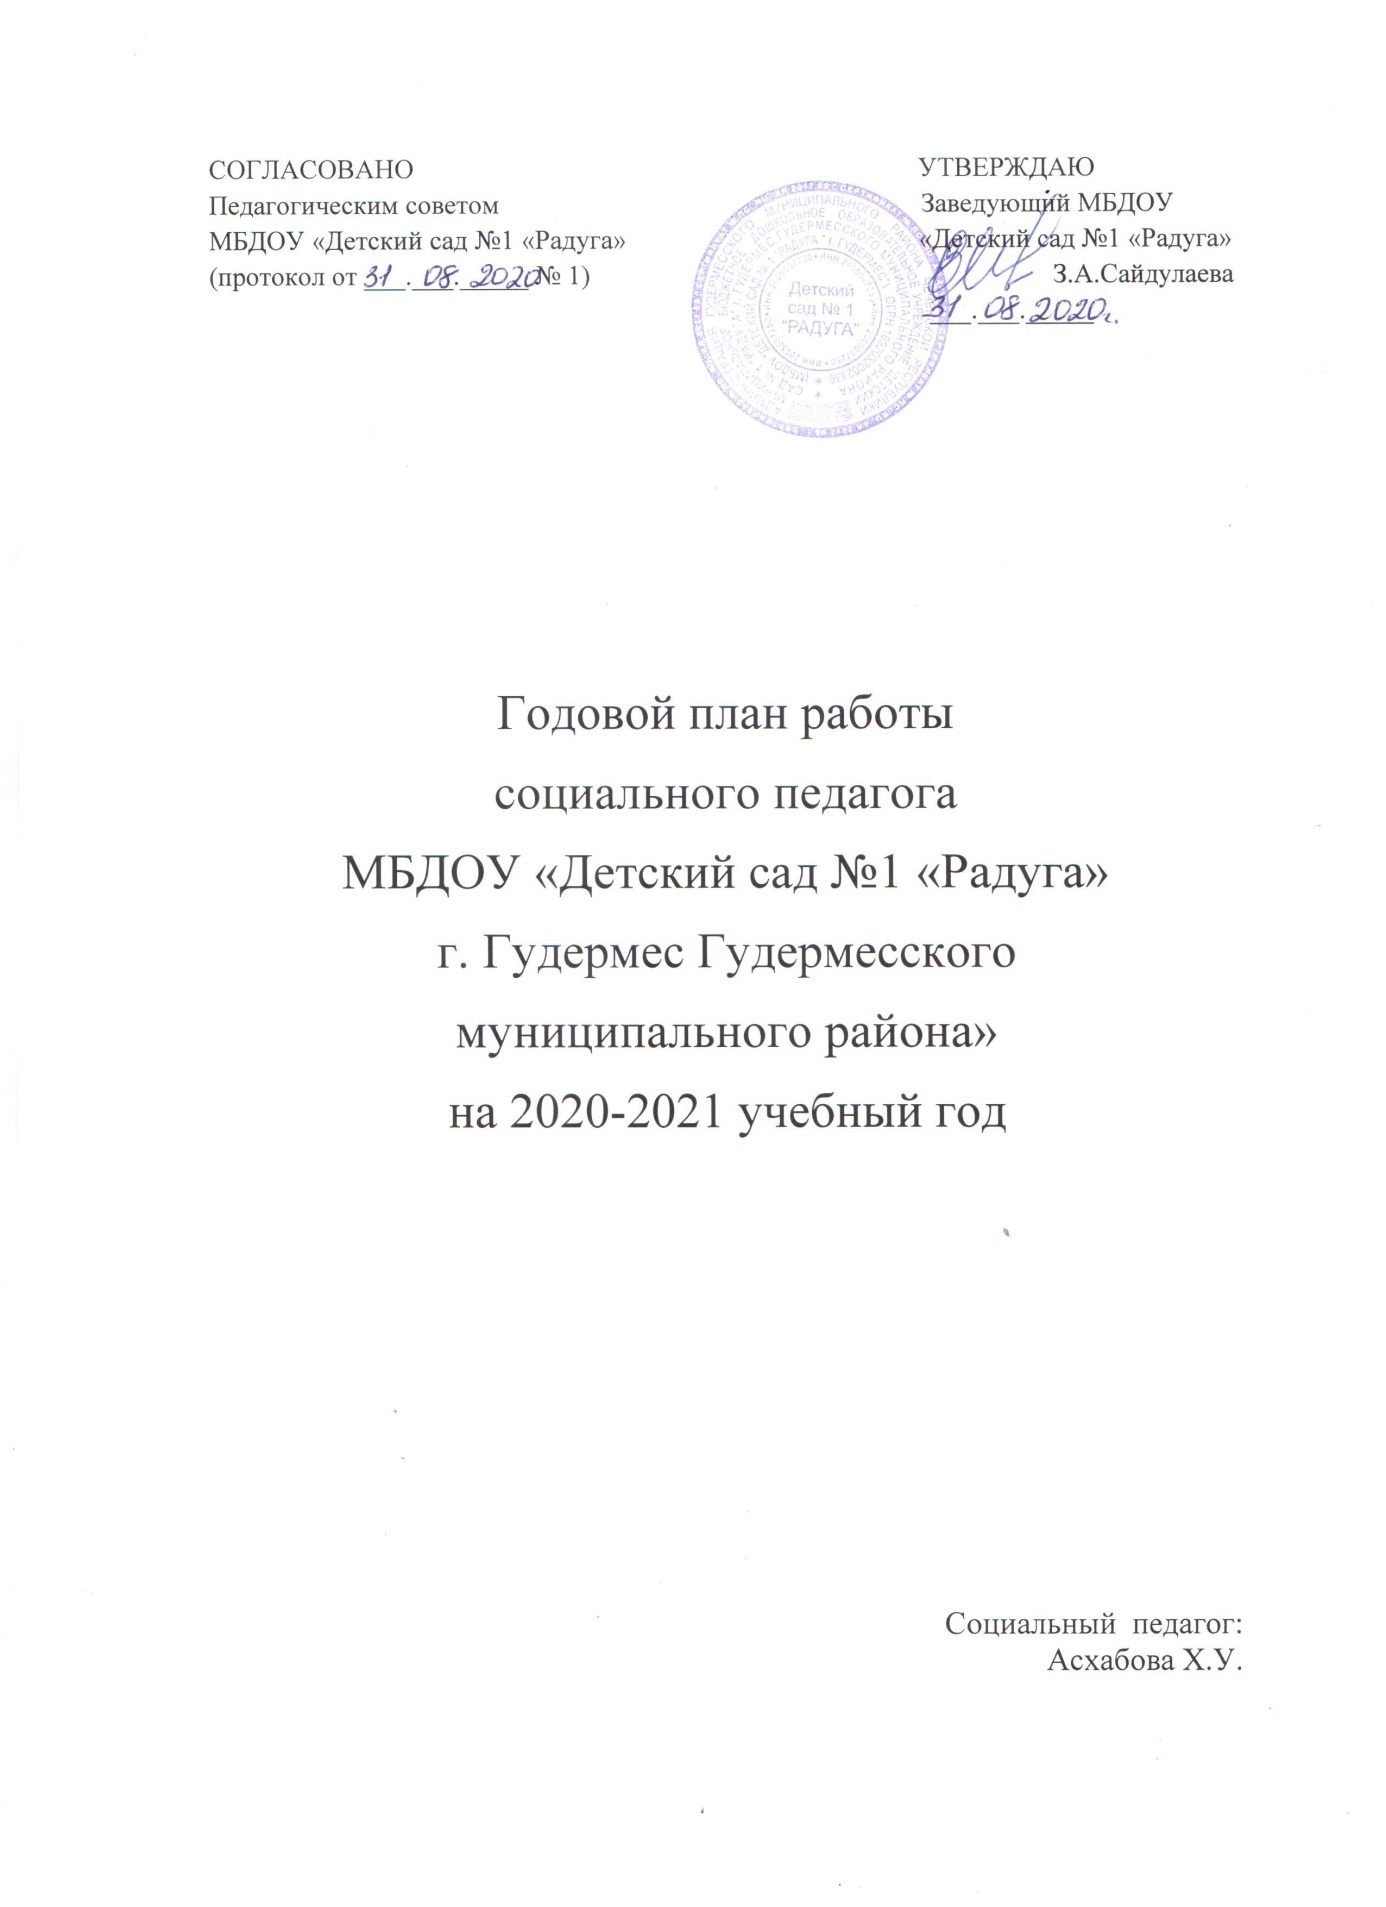 СОГЛАСОВАНО
Педагогическим советом
МБДОУ «Детский сад №1 «Радуга»
(протокол от 31.08.2020 № 1)
УТВЕРЖДАЮ
Заведующий МБДОУ
«Детский сад №1 «Радуга»
З.А.Сайдулаева
31.08.2020г.
Детский
сад № 1
"РАДУГА"
Годовой план работы
социального педагога
МБДОУ «Детский сад №1 «Радуга»
г. Гудермес Гудермесского
муниципального района»
на 2020-2021 учебный год
Социальный педагог:
Асхабова Х.У.